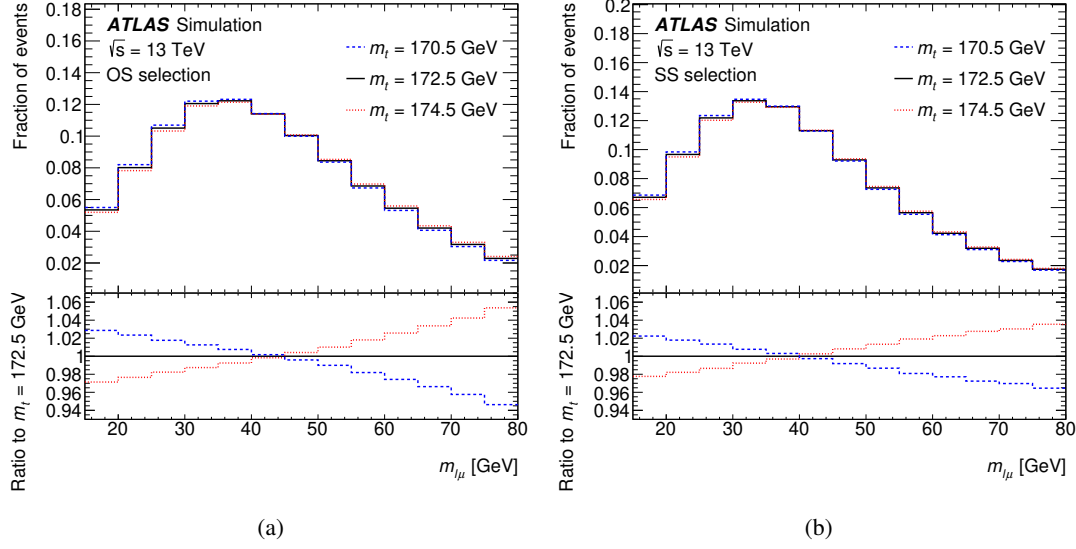 ATLAS Simulation
√s = 13 TeV
OS selection
m_t = 170.5 GeV
m_t = 172.5 GeV
m_t = 174.5 GeV
Fraction of events
0.18
0.16
0.14
0.12
0.1
0.08
0.06
0.04
0.02
Ratio to m_t = 172.5 GeV
1.06
1.04
1.02
1
0.98
0.96
0.94
20 30 40 50 60 70 80
m_lμ [GeV]
(a)
ATLAS Simulation
√s = 13 TeV
SS selection
m_t = 170.5 GeV
m_t = 172.5 GeV
m_t = 174.5 GeV
Fraction of events
0.2
0.18
0.16
0.14
0.12
0.1
0.08
0.06
0.04
0.02
Ratio to m_t = 172.5 GeV
1.06
1.04
1.02
1
0.98
0.96
0.94
20 30 40 50 60 70 80
m_lμ [GeV]
(b)